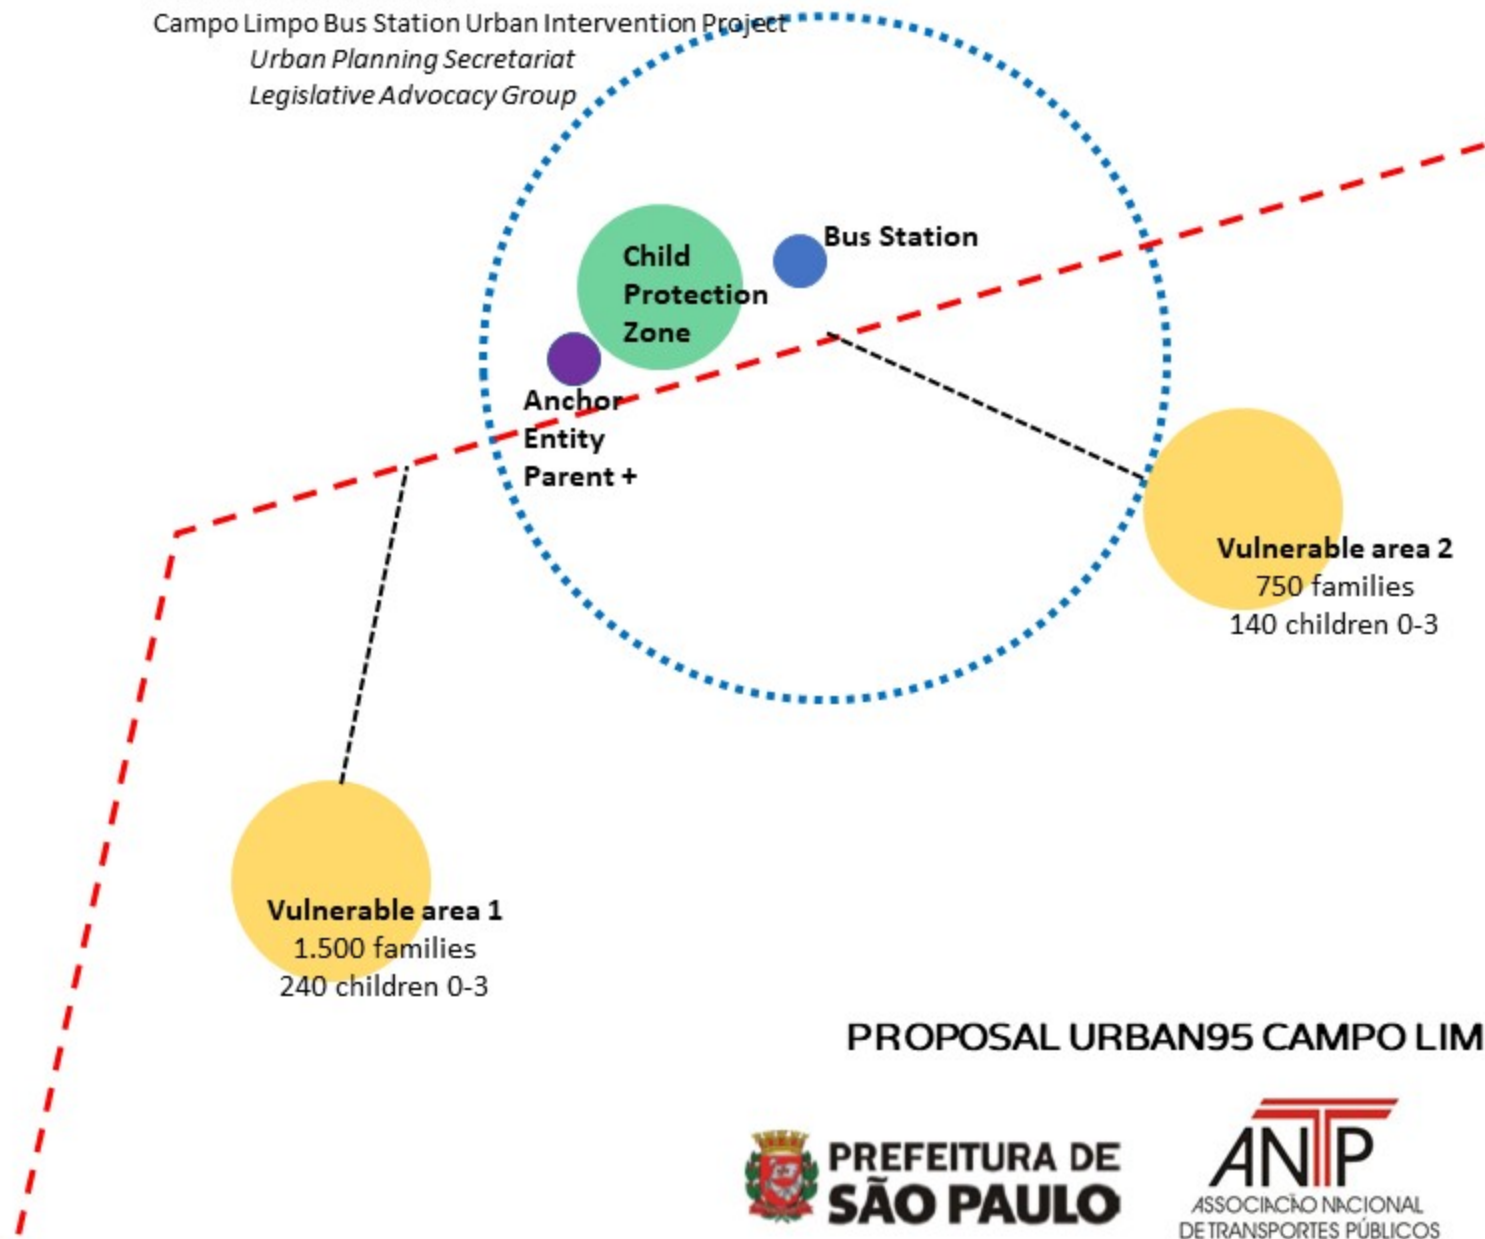 Campo Limpo Bus Station Urban Intervention Project
Urban Planning Secretariat
Legislative Advocacy Group
Bus Station
Child
Protection
Zone
Anchor
Entity
Parent +
Vulnerable area 2
750 families
140 children 0-3
Vulnerable area 1
1.500 families
240 children 0-3
PROPOSAL URBAN95 CAMPO LIM
PREFEITURA DE
SÃO PAULO
ANTP
ASSOCIAÇÃO NACIONAL
DE TRANSPORTES PÚBLICOS